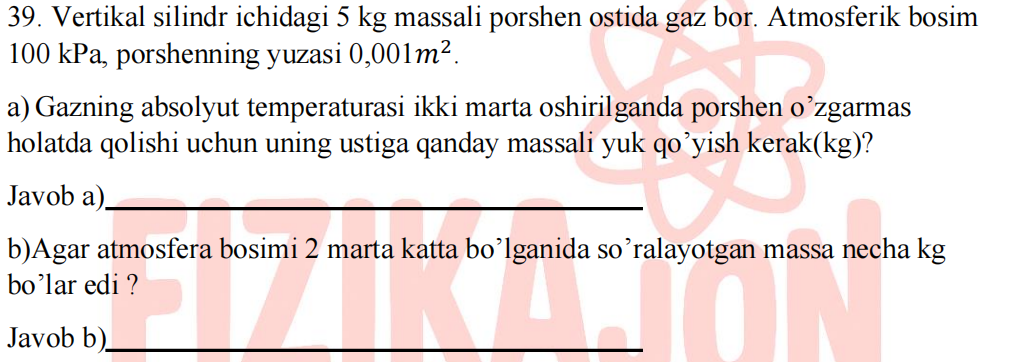 39. Vertikal silindr ichidagi 5 kg massali porshen ostida gaz bor. Atmosferik bosim
100 kPa, porshenning yuzasi 0,001m².
a) Gazning absolyut temperaturasi ikki marta oshirilganda porshen o’zgarmas
holatda qolishi uchun uning ustiga qanday massali yuk qo’yish kerak(kg)?
Javob a)
b)Agar atmosfera bosimi 2 marta katta bo’lganida so’ralayotgan massa necha kg
bo’lar edi ?
Javob b)
FIZIKAJON